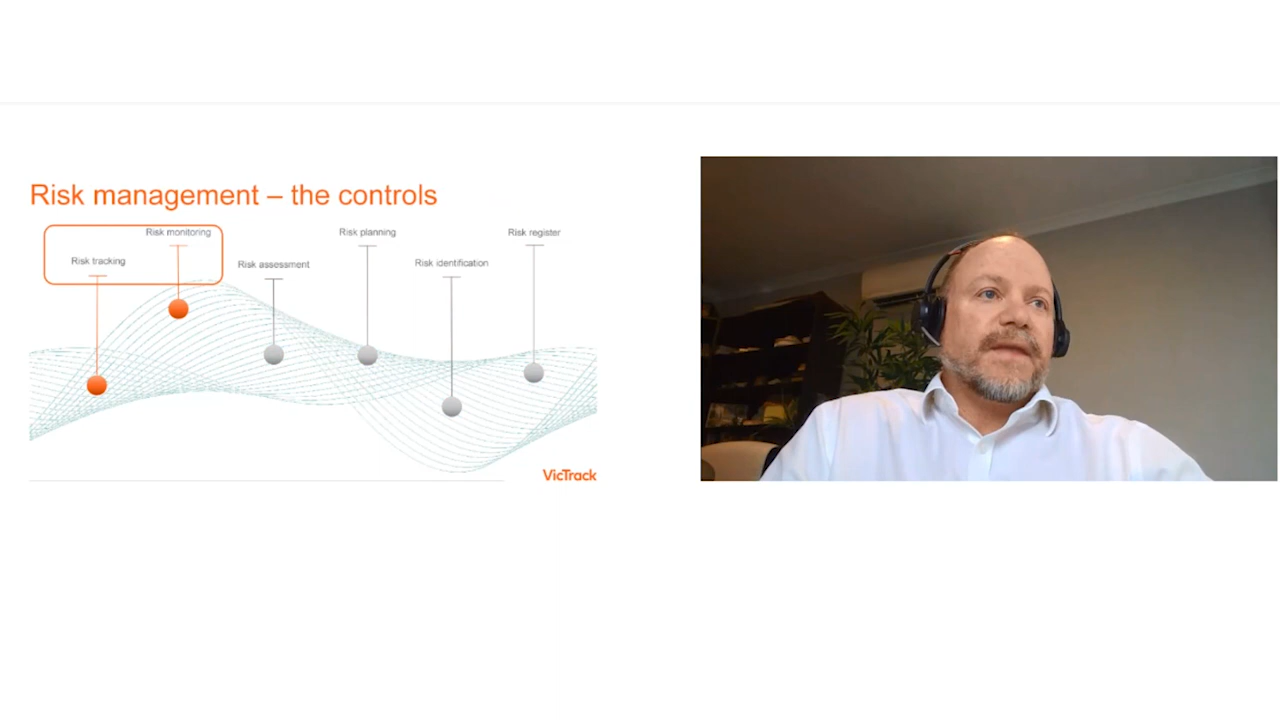 Risk management – the controls
Risk monitoring
Risk planning
Risk register
Risk tracking
Risk assessment
Risk identification
VicTrack